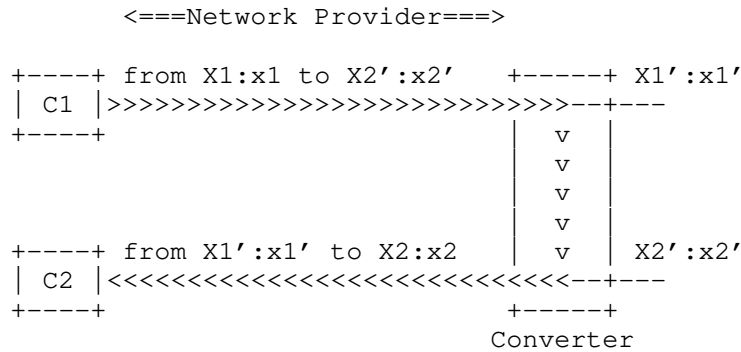 <===Network Provider===>
+----+ from X1:x1 to X2':x2' +-----+ X1':x1'
| C1 |>>>>>>>>>>>>>>>>>>>>>>>>>>>>>--+---
+----+ | v |
| v |
| v |
| v |
+----+ from X1':x1' to X2:x2 | v | X2':x2'
| C2 |<<<<<<<<<<<<<<<<<<<<<<<<<<<<<--+---
+----+ +-----+
Converter